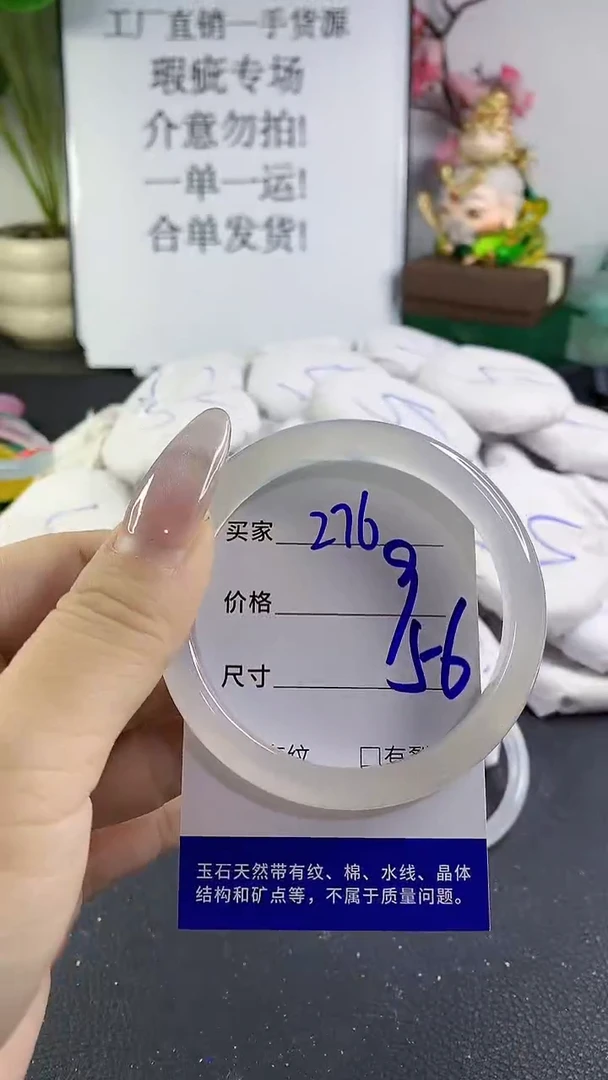 工厂直销一手货源
瑕疵专场
介意勿拍!
一单一运!
合单发货!
买家 276
价格
尺寸 56
纹 □有裂
玉石天然带有纹、棉、水线、晶体
结构和矿点等，不属于质量问题。